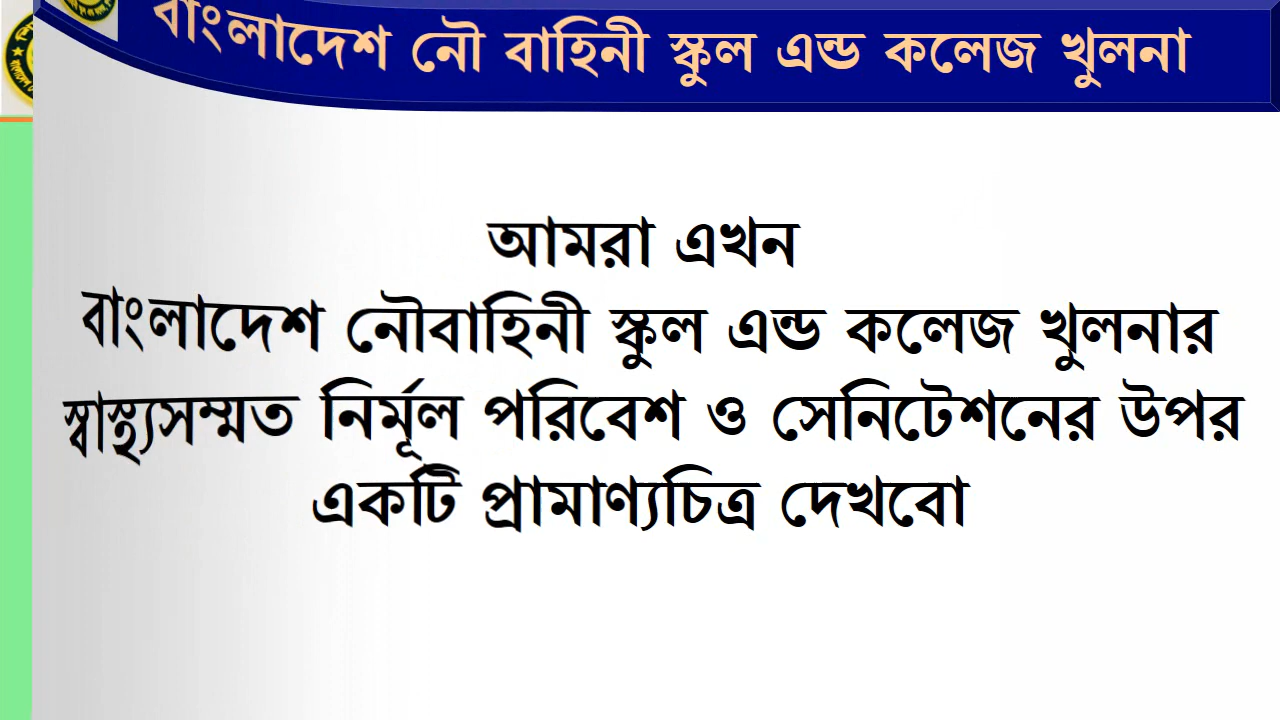 বাংলাদেশ নৌ বাহিনী স্কুল এন্ড কলেজ খুলনা
আমরা এখন
বাংলাদেশ নৌবাহিনী স্কুল এন্ড কলেজ খুলনার
স্বাস্থ্যসম্মত নির্মূল পরিবেশ ও সেনিটেশনের উপর
একটি প্রামাণ্যচিত্র দেখবো